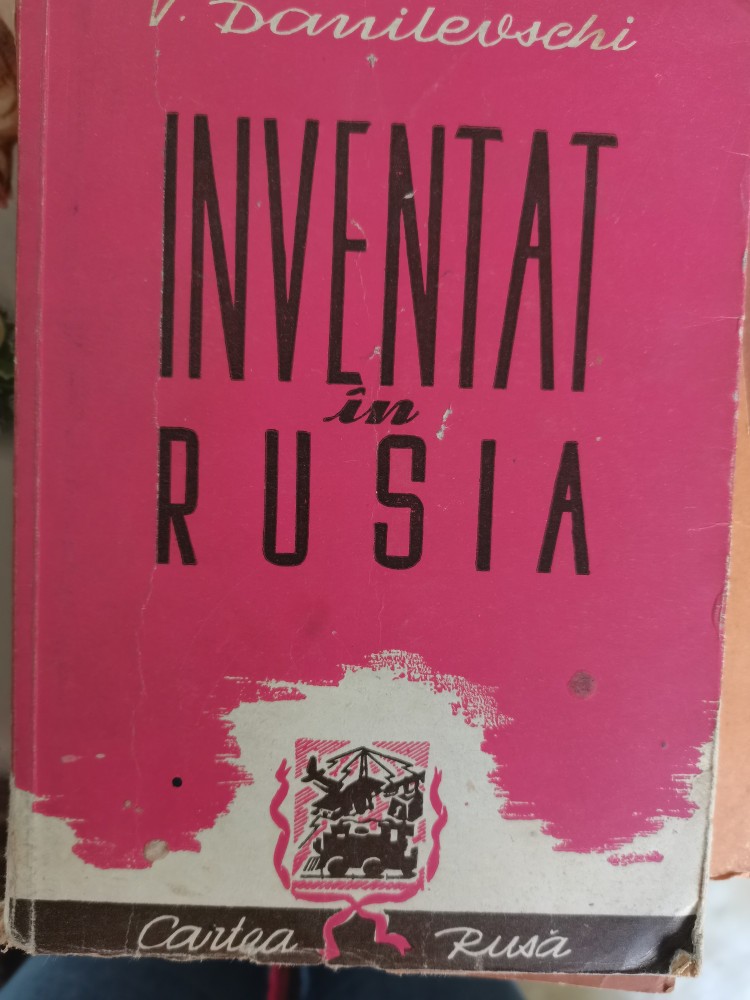 V. Danilevschi
INVENTAT
în
RUSIA
Cartea Rusă